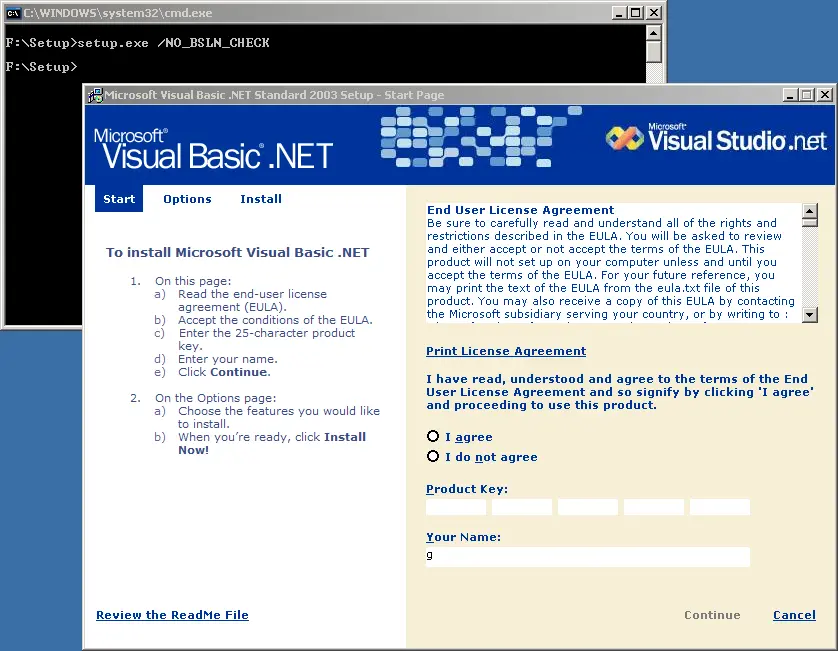 C:\WINDOWS\system32\cmd.exe
F:\Setup>setup.exe /NO_BSLN_CHECK
F:\Setup>
Microsoft Visual Basic .NET Standard 2003 Setup - Start Page
Microsoft®
Visual Basic®.NET
Microsoft®
Visual Studio®.net
Start
Options
Install
To install Microsoft Visual Basic .NET
1. On this page:
a) Read the end-user license
agreement (EULA).
b) Accept the conditions of the EULA.
c) Enter the 25-character product
key.
d) Enter your name.
e) Click Continue.
2. On the Options page:
a) Choose the features you would like
to install.
b) When you're ready, click Install
Now!
Review the ReadMe File
End User License Agreement
Be sure to carefully read and understand all of the rights and
restrictions described in the EULA. You will be asked to review
and either accept or not accept the terms of the EULA. This
product will not set up on your computer unless and until you
accept the terms of the EULA. For your future reference, you
may print the text of the EULA from the eula.txt file of this
product. You may also receive a copy of this EULA by contacting
the Microsoft subsidiary serving your country, or by writing to :
Print License Agreement
I have read, understood and agree to the terms of the End
User License Agreement and so signify by clicking 'I agree'
and proceeding to use this product.
I agree
I do not agree
Product Key:
Your Name:
g
Continue
Cancel